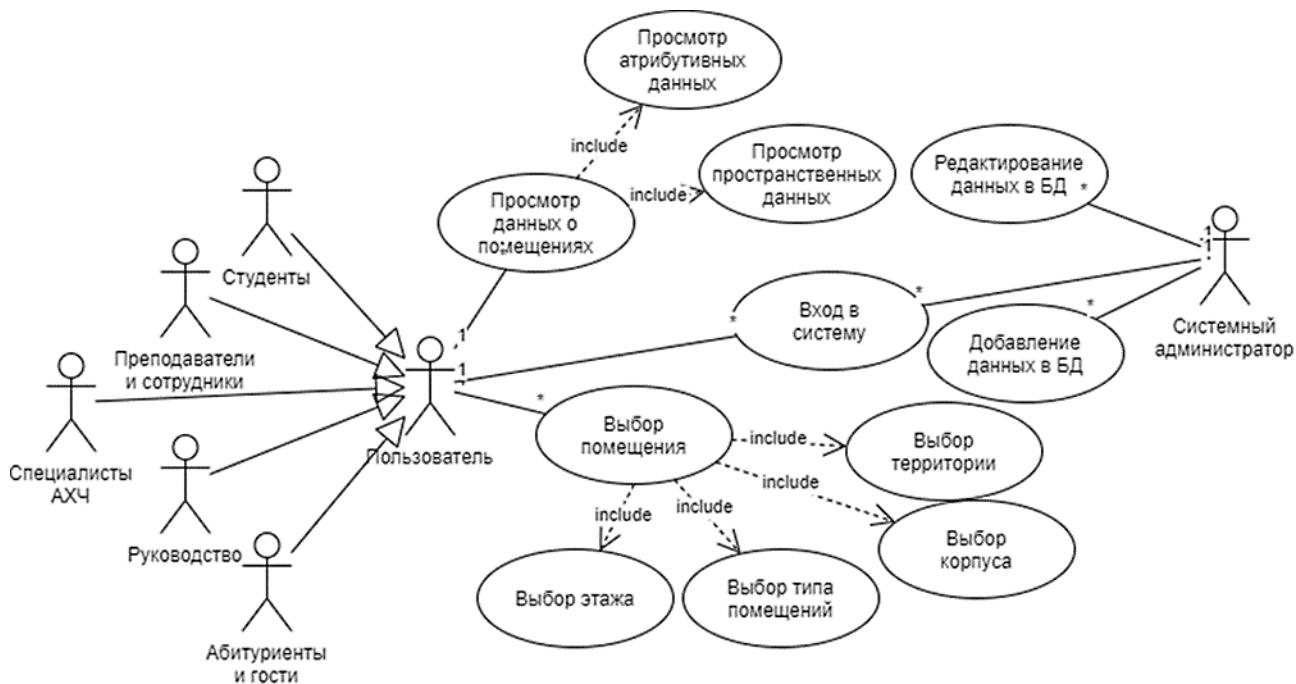 Просмотр
атрибутивных
данных
include
Просмотр
пространственных
данных
include
Просмотр
данных о
помещениях
*
Редактирование
данных в БД
*
Студенты
Преподаватели
и сотрудники
Специалисты
АХЧ
Руководство
Абитуриенты
и гости
1
1
Пользователь
*
Вход в
систему
*
1
1
Системный
администратор
*
Добавление
данных в БД
*
Выбор
помещения
include
Выбор
территории
include
Выбор
корпуса
include
include
Выбор этажа
Выбор типа
помещений